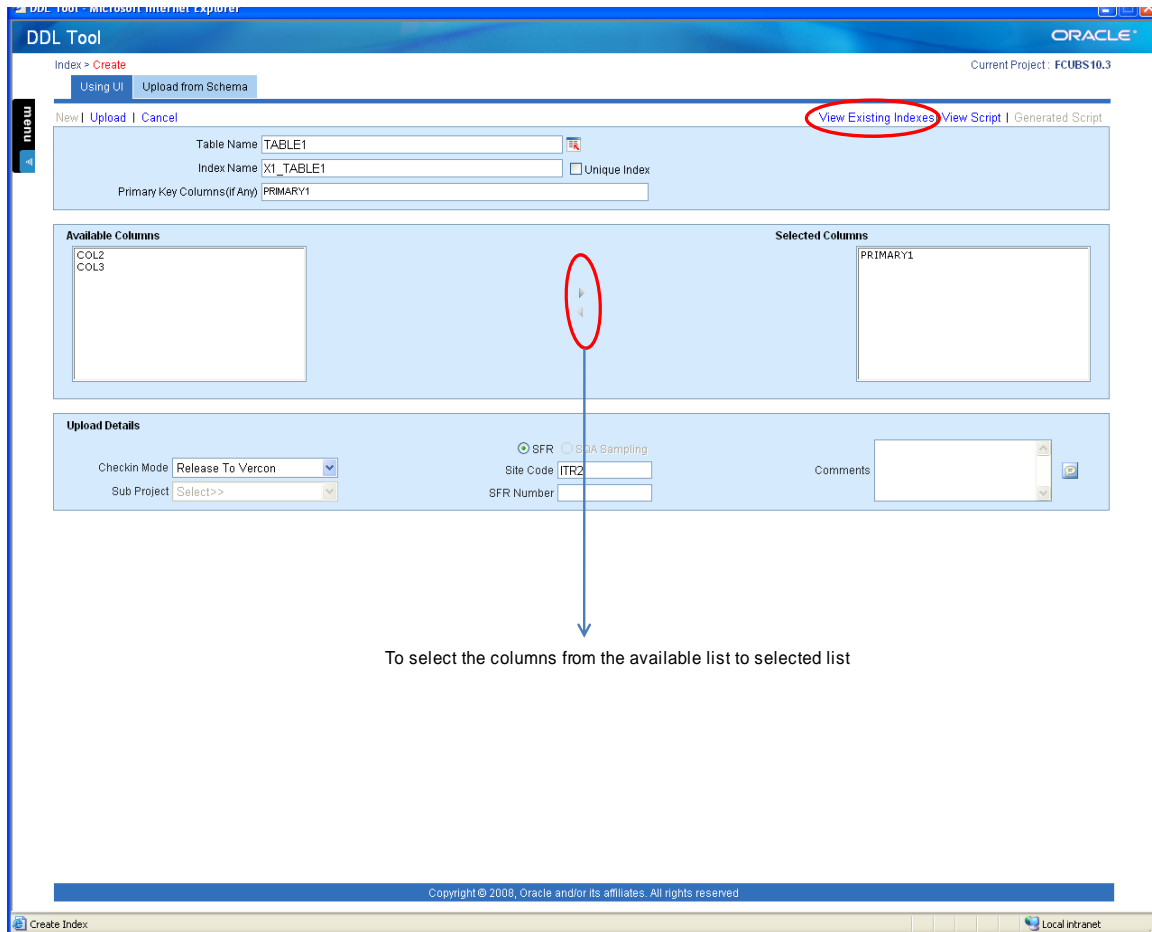 DDL Tool - Microsoft Internet Explorer
DDL Tool
ORACLE
Index > Create
Current Project : FCUBS10.3
Using UI
Upload from Schema
menu
New | Upload | Cancel
View Existing Indexes
View Script | Generated Script
Table Name TABLE1
Index Name X1_TABLE1
Unique Index
Primary Key Columns(if Any) PRIMARY1
Available Columns
Selected Columns
COL2
COL3
PRIMARY1
Upload Details
SFR SQA Sampling
Checkin Mode Release To Vercon
Site Code ITR2
Comments
Sub Project Select>>
SFR Number
To select the columns from the available list to selected list
Copyright © 2008, Oracle and/or its affiliates. All rights reserved
Create Index
Local intranet